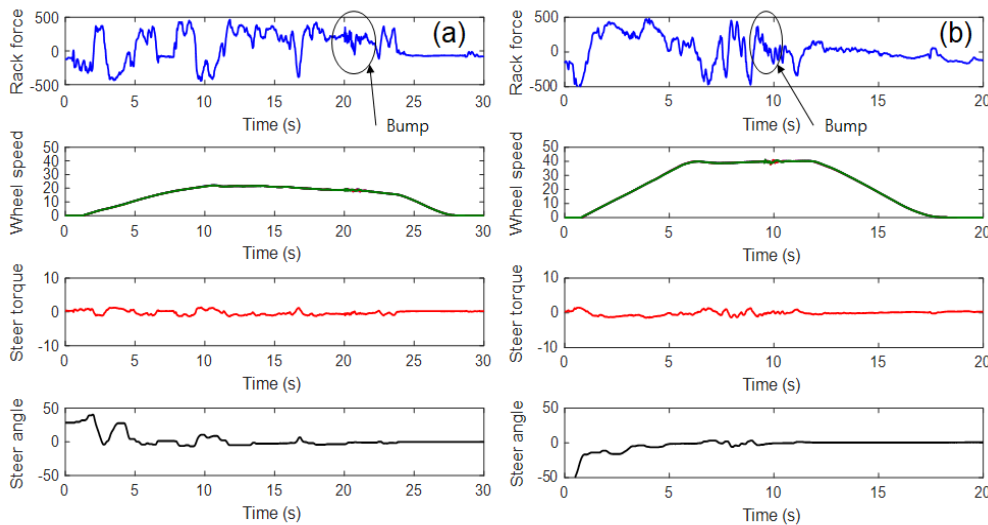 500
0
-500
Rack force
(a)
0 5 10 15 20 25 30
Time (s)
Bump
50
40
30
20
10
0
Wheel speed
0 5 10 15 20 25 30
Time (s)
10
0
-10
Steer torque
0 5 10 15 20 25 30
Time (s)
50
0
-50
Steer angle
0 5 10 15 20 25 30
Time (s)
500
0
-500
Rack force
(b)
0 5 10 15 20
Time (s)
Bump
50
40
30
20
10
0
Wheel speed
0 5 10 15 20
Time (s)
10
0
-10
Steer torque
0 5 10 15 20
Time (s)
50
0
-50
Steer angle
0 5 10 15 20
Time (s)